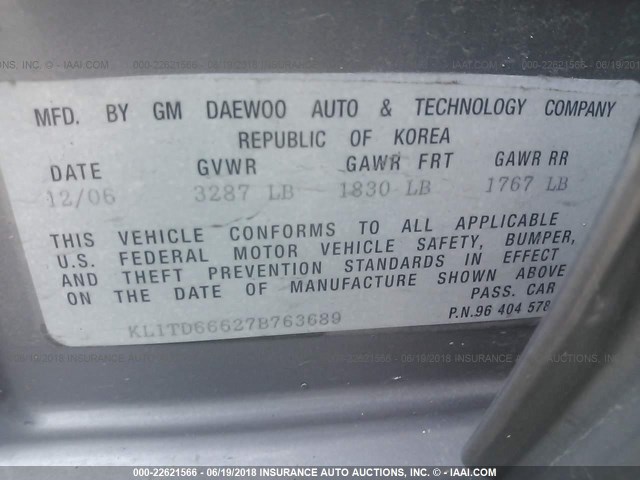 MFD. BY GM DAEWOO AUTO & TECHNOLOGY COMPANY
REPUBLIC OF KOREA
DATE GVWR GAWR FRT GAWR RR
12/06 3287 LB 1830 LB 1767 LB
THIS VEHICLE CONFORMS TO ALL APPLICABLE
U.S. FEDERAL MOTOR VEHICLE SAFETY, BUMPER,
AND THEFT PREVENTION STANDARDS IN EFFECT
ON THE DATE OF MANUFACTURE SHOWN ABOVE
PASS. CAR
P.N.96 404 578
KL1TD66627B763689
000-22621566 - 06/19/2018 INSURANCE AUTO AUCTIONS, INC. - © IAAI.COM